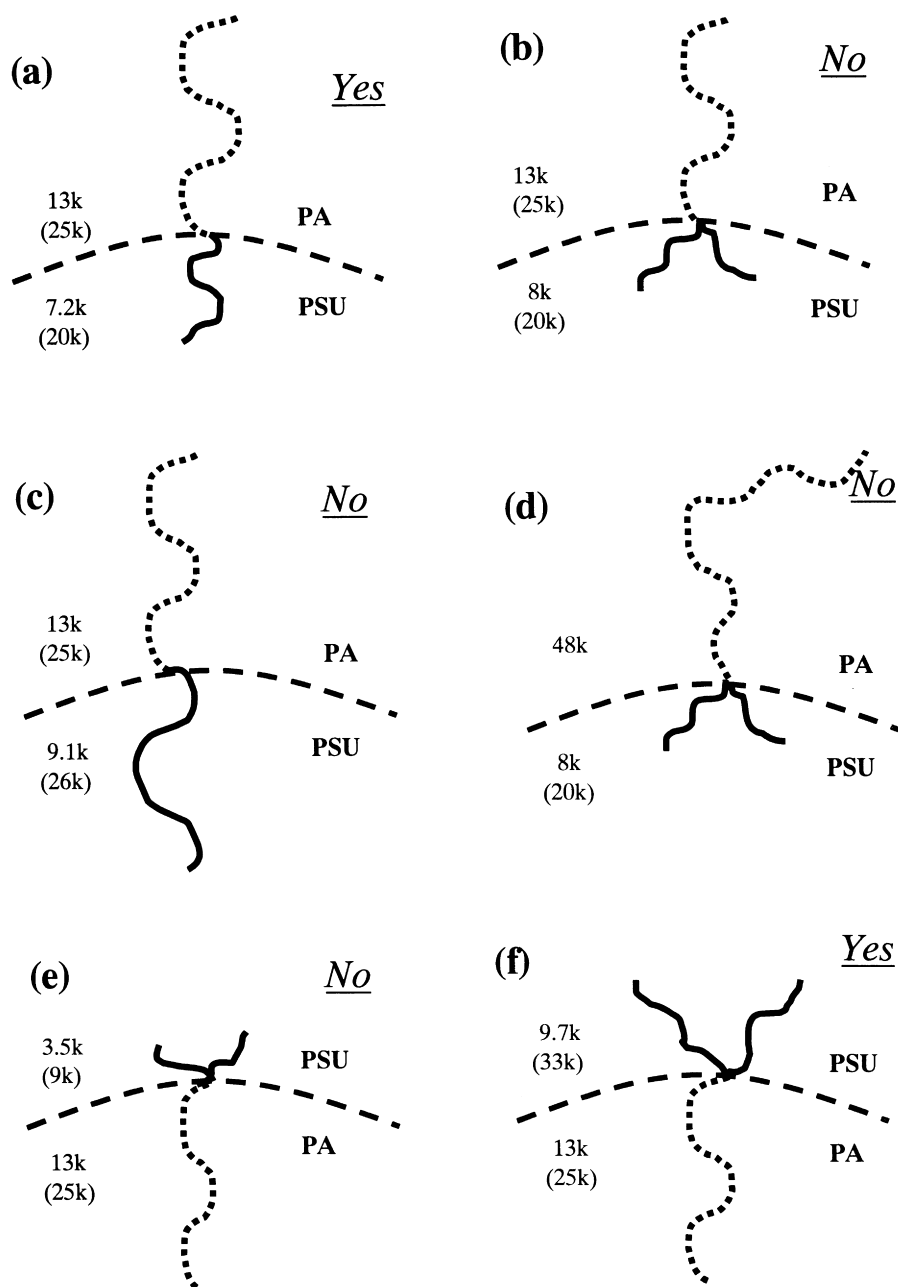 (a)
Yes
13k
(25k)
PA
7.2k
(20k)
PSU
(b)
No
13k
(25k)
PA
8k
(20k)
PSU
(c)
No
13k
(25k)
PA
9.1k
(26k)
PSU
(d)
No
48k
PA
8k
(20k)
PSU
(e)
No
3.5k
(9k)
PSU
13k
(25k)
PA
(f)
Yes
9.7k
(33k)
PSU
13k
(25k)
PA